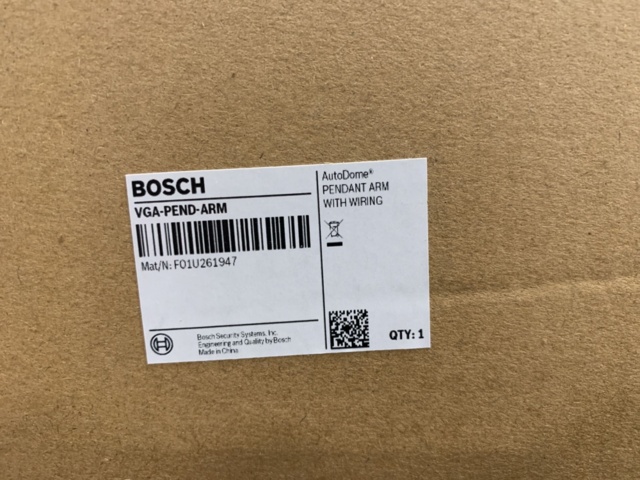 BOSCH
VGA-PEND-ARM
Mat/N: F01U261947
Bosch Security Systems, Inc.
Engineering and Quality by Bosch
Made in China
AutoDome®
PENDANT ARM
WITH WIRING
QTY: 1